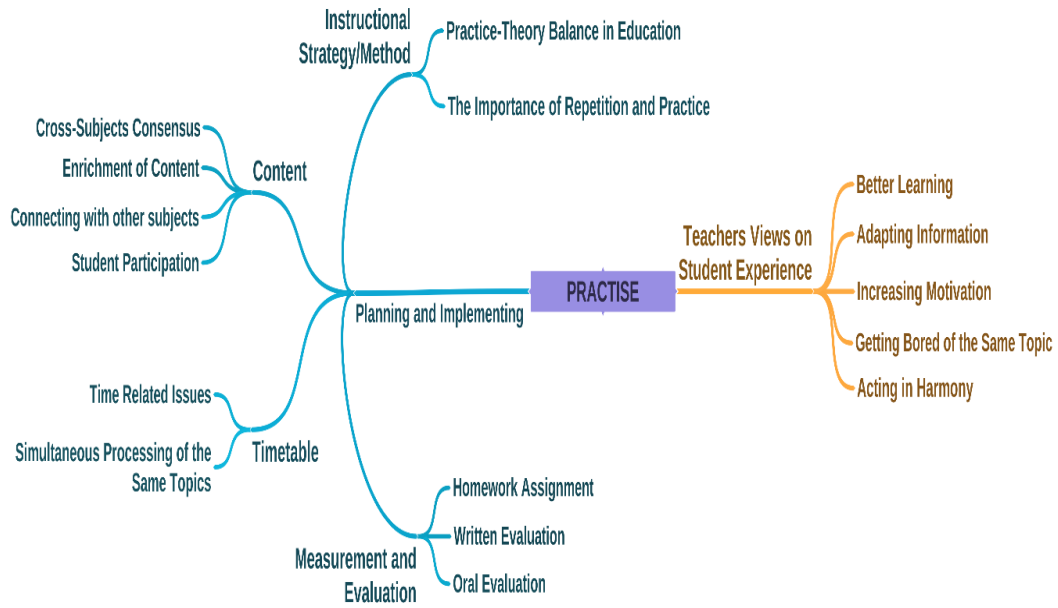 Instructional
Strategy/Method
Practice-Theory Balance in Education
The Importance of Repetition and Practice
Cross-Subjects Consensus
Enrichment of Content
Connecting with other subjects
Student Participation
Content
Planning and Implementing
PRACTISE
Teachers Views on
Student Experience
Better Learning
Adapting Information
Increasing Motivation
Getting Bored of the Same Topic
Acting in Harmony
Time Related Issues
Simultaneous Processing of the
Same Topics
Timetable
Measurement and
Evaluation
Homework Assignment
Written Evaluation
Oral Evaluation